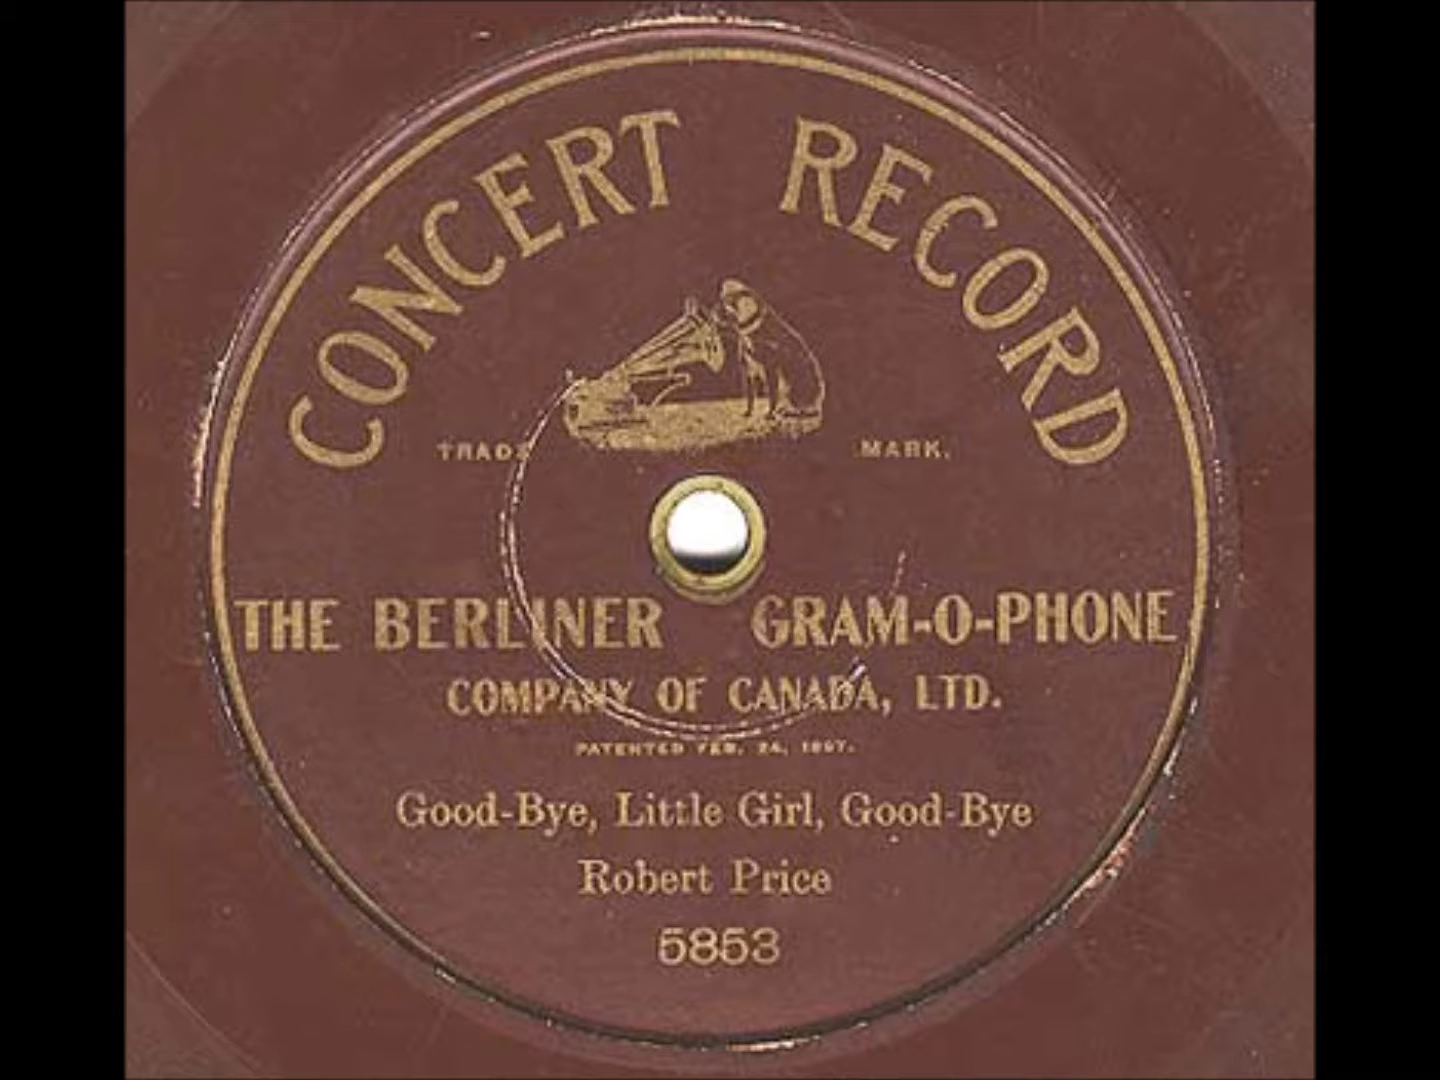 CONCERT RECORD
TRADE MARK.
THE BERLINER GRAM-O-PHONE
COMPANY OF CANADA, LTD.
PATENTED FEB. 24, 1897.
Good-Bye, Little Girl, Good-Bye
Robert Price
5853